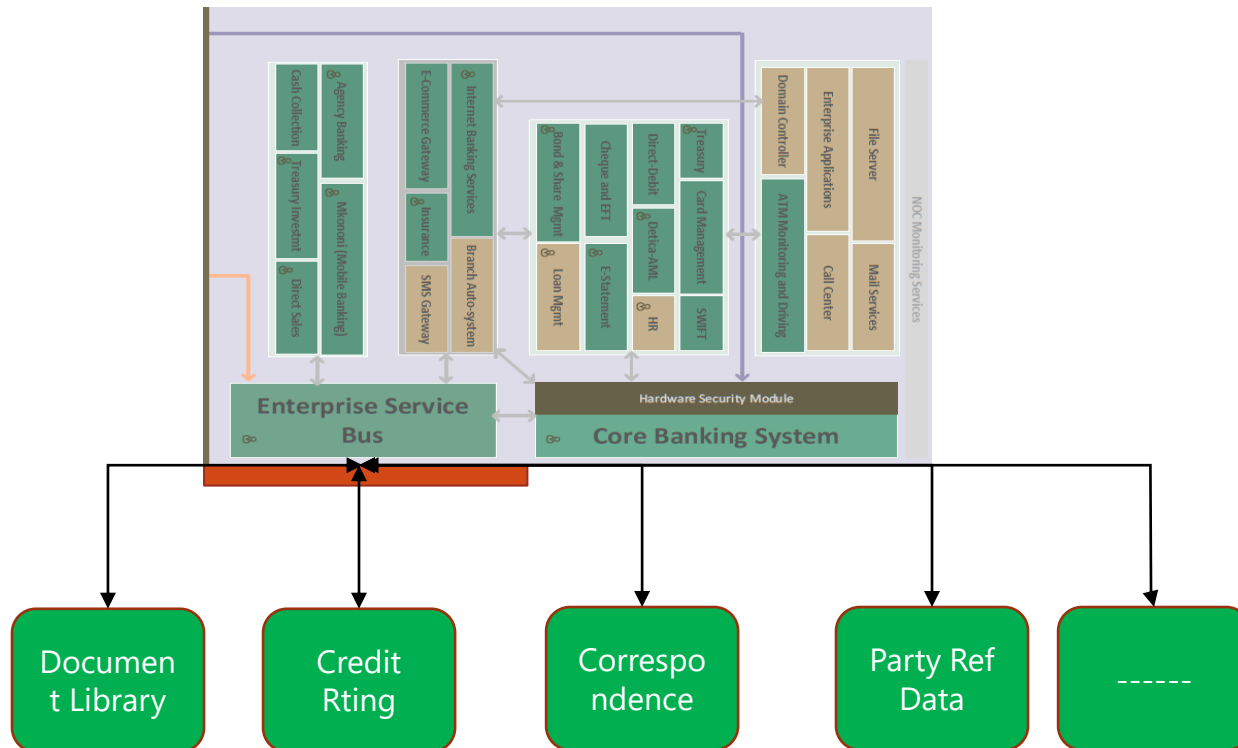 Cash Collection
Agency Banking
Treasury Investmt
Mkononi (Mobile Banking)
Direct Sales
E-Commerce Gateway
Internet Banking Services
Insurance
SMS Gateway
Branch Auto-system
Bond & Share Mgmt
Cheque and EFT
Direct-Debit
Treasury
Loan Mgmt
E-Statement
Detica-AML
Card Management
HR
SWIFT
Domain Controller
Enterprise Applications
File Server
ATM Monitoring and Driving
Call Center
Mail Services
NOC Monitoring Services
Enterprise Service
Bus
Hardware Security Module
Core Banking System
Documen
t Library
Credit
Rting
Correspo
ndence
Party Ref
Data
------